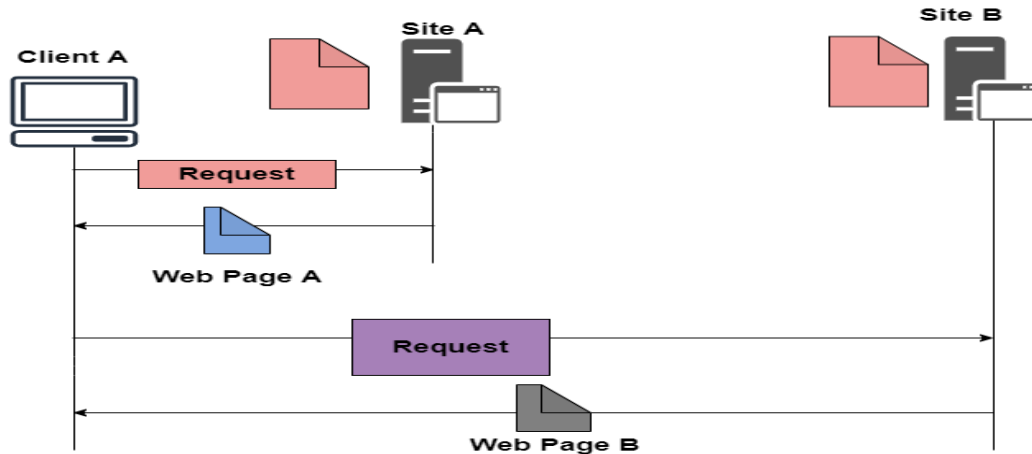 Site B
Site A
Client A
Request
Web Page A
Request
Web Page B